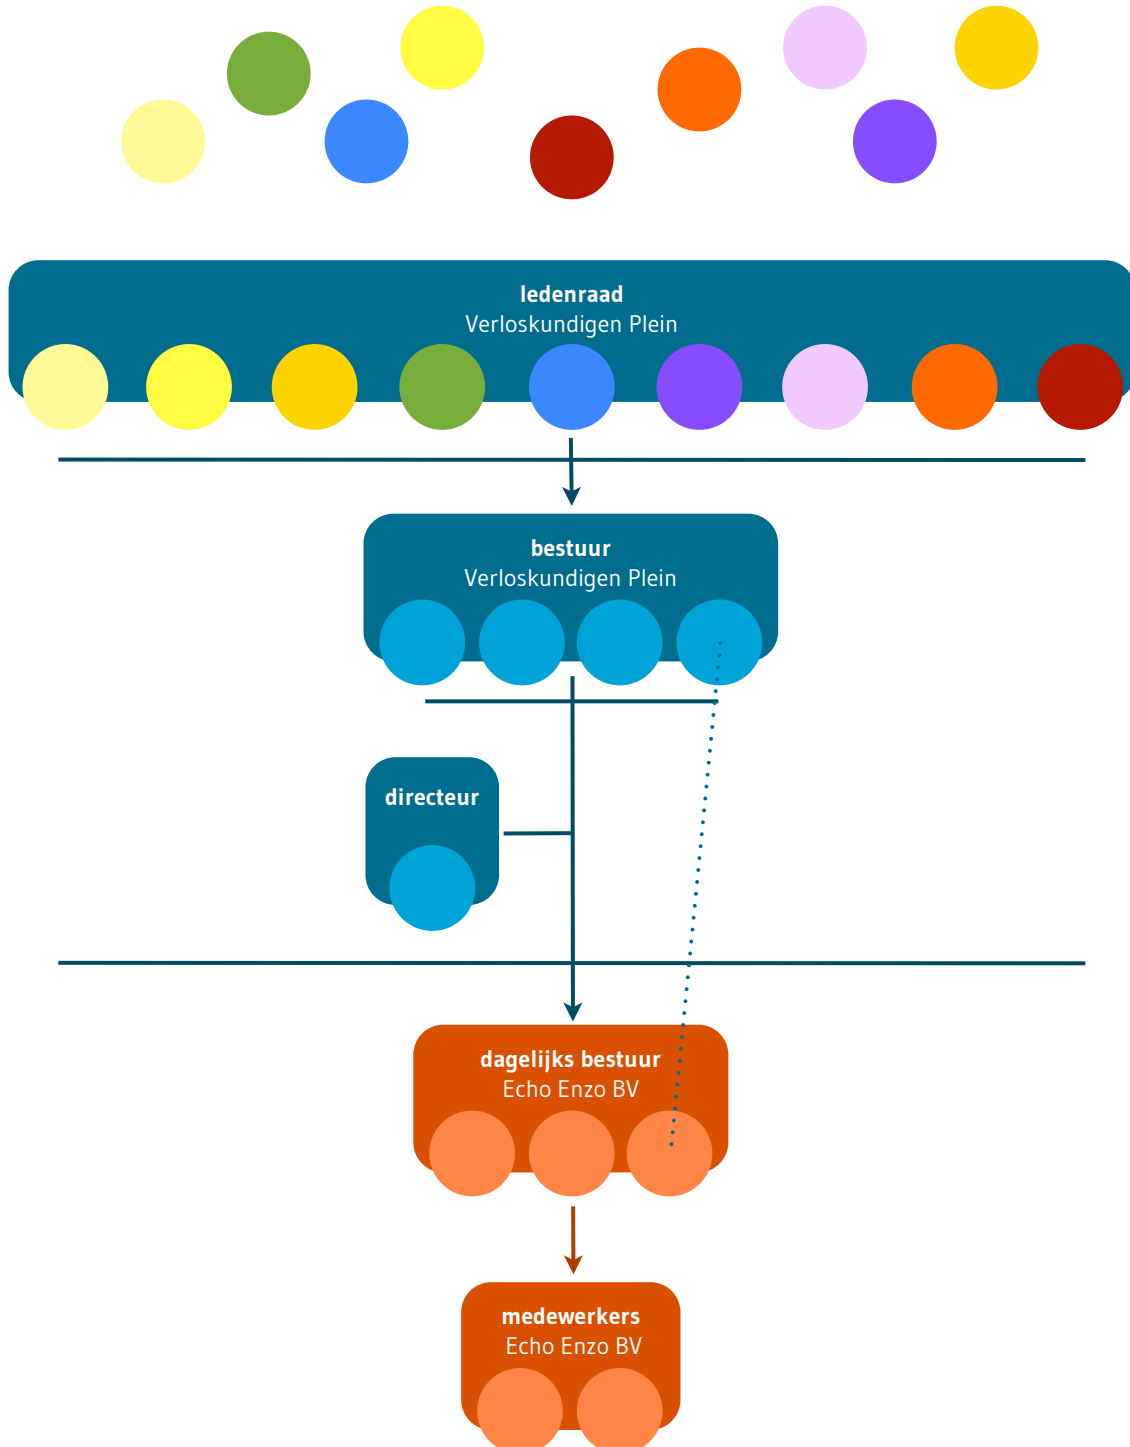 ledenraad
Verloskundigen Plein
bestuur
Verloskundigen Plein
directeur
dagelijks bestuur
Echo Enzo BV
medewerkers
Echo Enzo BV